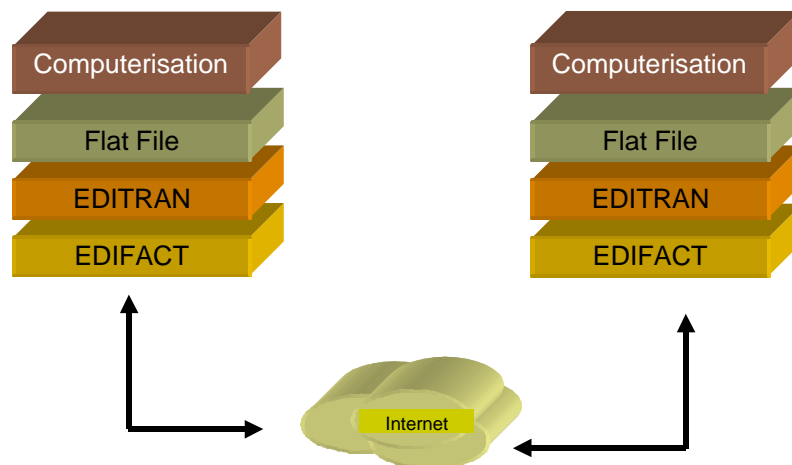 Computerisation
Flat File
EDITRAN
EDIFACT
Computerisation
Flat File
EDITRAN
EDIFACT
Internet